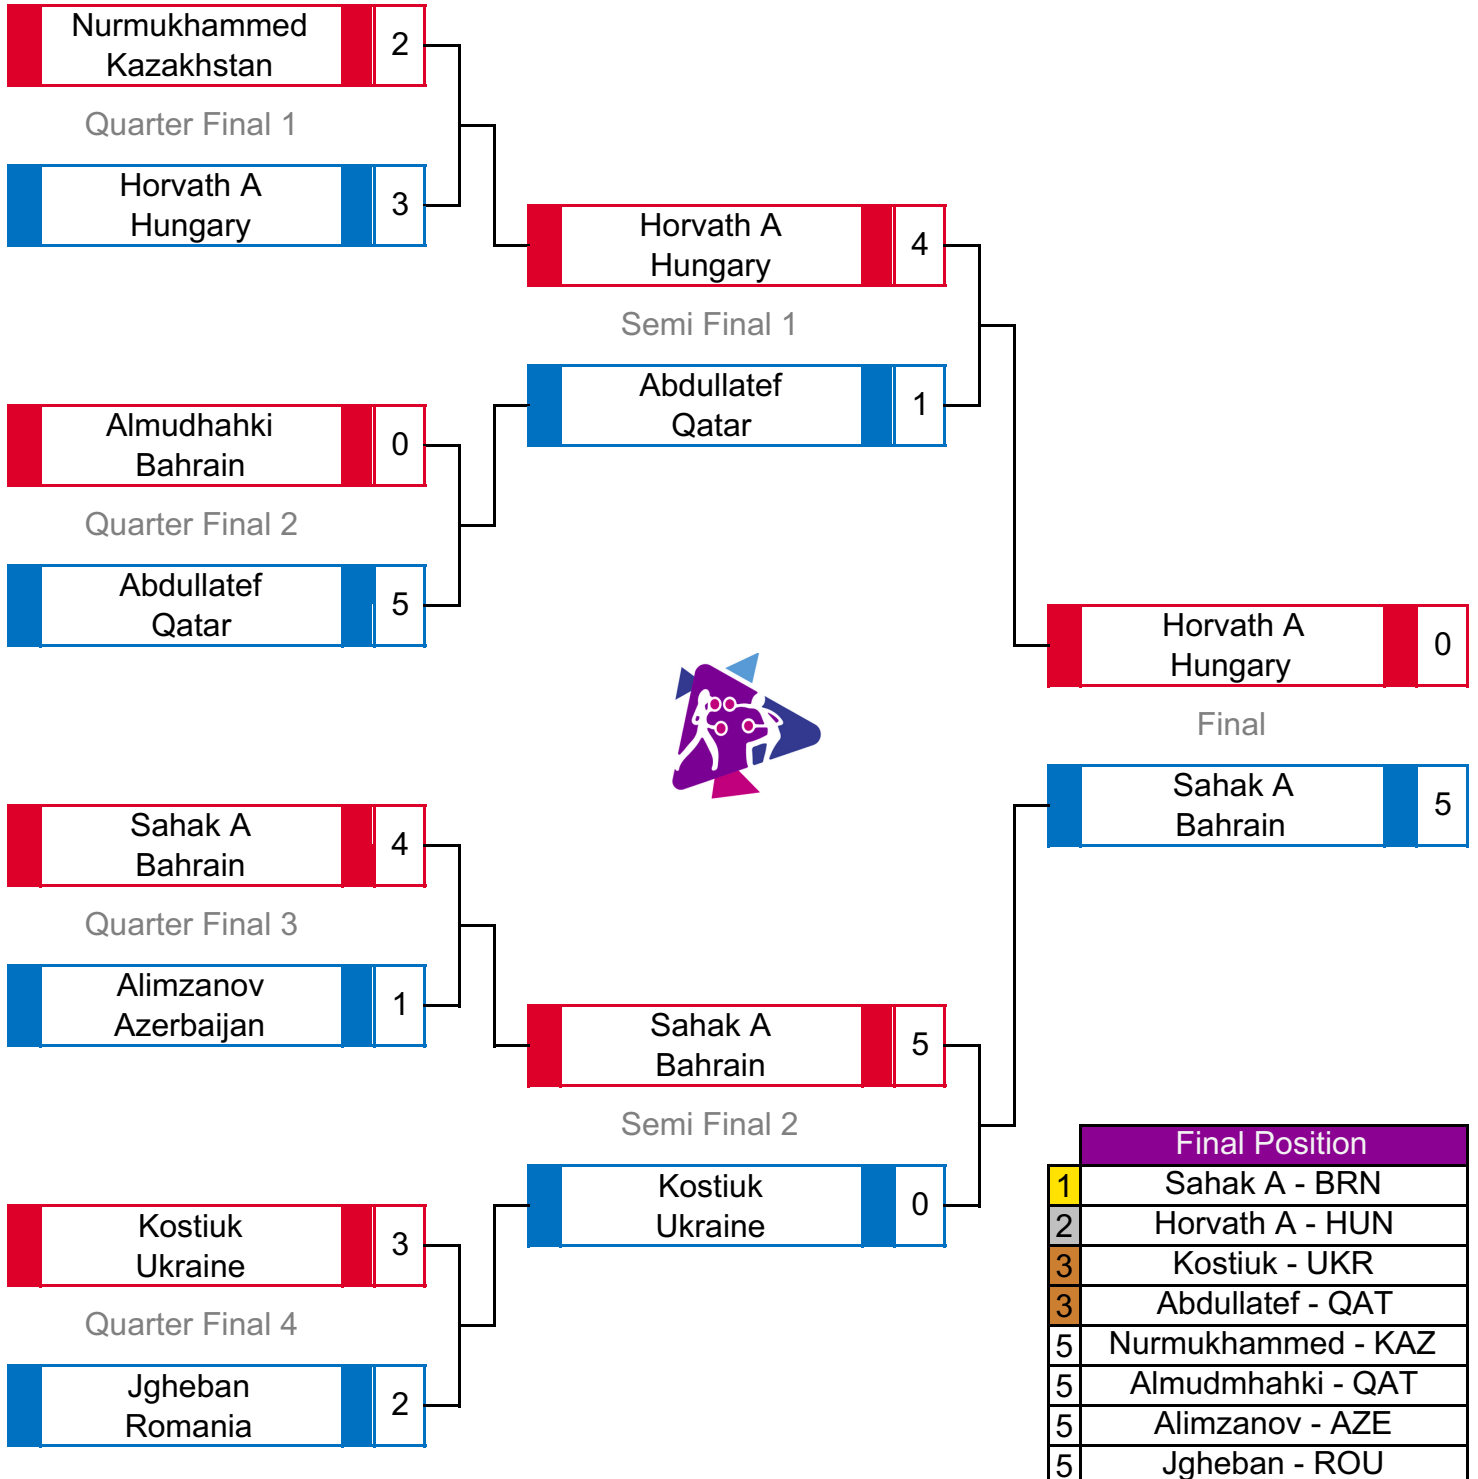 Nurmukhammed
Kazakhstan
2
Quarter Final 1
Horvath A
Hungary
3
Horvath A
Hungary
4
Semi Final 1
Abdullatef
Qatar
1
Almudhahki
Bahrain
0
Quarter Final 2
Abdullatef
Qatar
5
Horvath A
Hungary
0
Final
Sahak A
Bahrain
5
Sahak A
Bahrain
4
Quarter Final 3
Alimzanov
Azerbaijan
1
Sahak A
Bahrain
5
Semi Final 2
Kostiuk
Ukraine
0
Kostiuk
Ukraine
3
Quarter Final 4
Jgheban
Romania
2
Final Position
1 Sahak A - BRN
2 Horvath A - HUN
3 Kostiuk - UKR
3 Abdullatef - QAT
5 Nurmukhammed - KAZ
5 Almudmhahki - QAT
5 Alimzanov - AZE
5 Jgheban - ROU